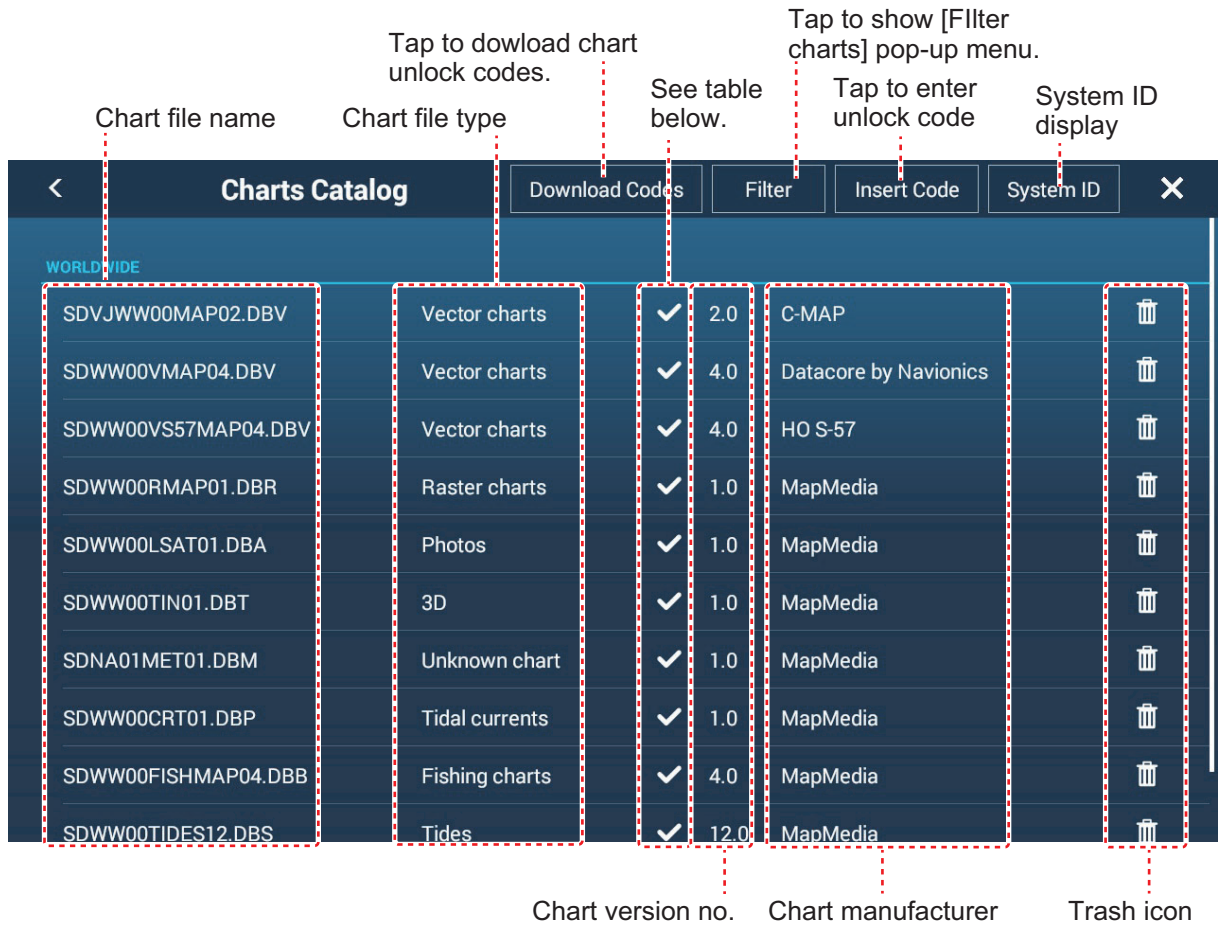 Tap to dowload chart
unlock codes.
Tap to show [FIlter
charts] pop-up menu.
See table
below.
Tap to enter
unlock code
System ID
display
Chart file name
Chart file type
Charts Catalog
Download Codes
Filter
Insert Code
System ID
WORLDWIDE
SDVJWW00MAP02.DBV Vector charts 2.0 C-MAP
SDWW00VMAP04.DBV Vector charts 4.0 Datacore by Navionics
SDWW00VS57MAP04.DBV Vector charts 4.0 HO S-57
SDWW00RMAP01.DBR Raster charts 1.0 MapMedia
SDWW00LSAT01.DBA Photos 1.0 MapMedia
SDWW00TIN01.DBT 3D 1.0 MapMedia
SDNA01MET01.DBM Unknown chart 1.0 MapMedia
SDWW00CRT01.DBP Tidal currents 1.0 MapMedia
SDWW00FISHMAP04.DBB Fishing charts 4.0 MapMedia
SDWW00TIDES12.DBS Tides 12.0 MapMedia
Chart version no.
Chart manufacturer
Trash icon